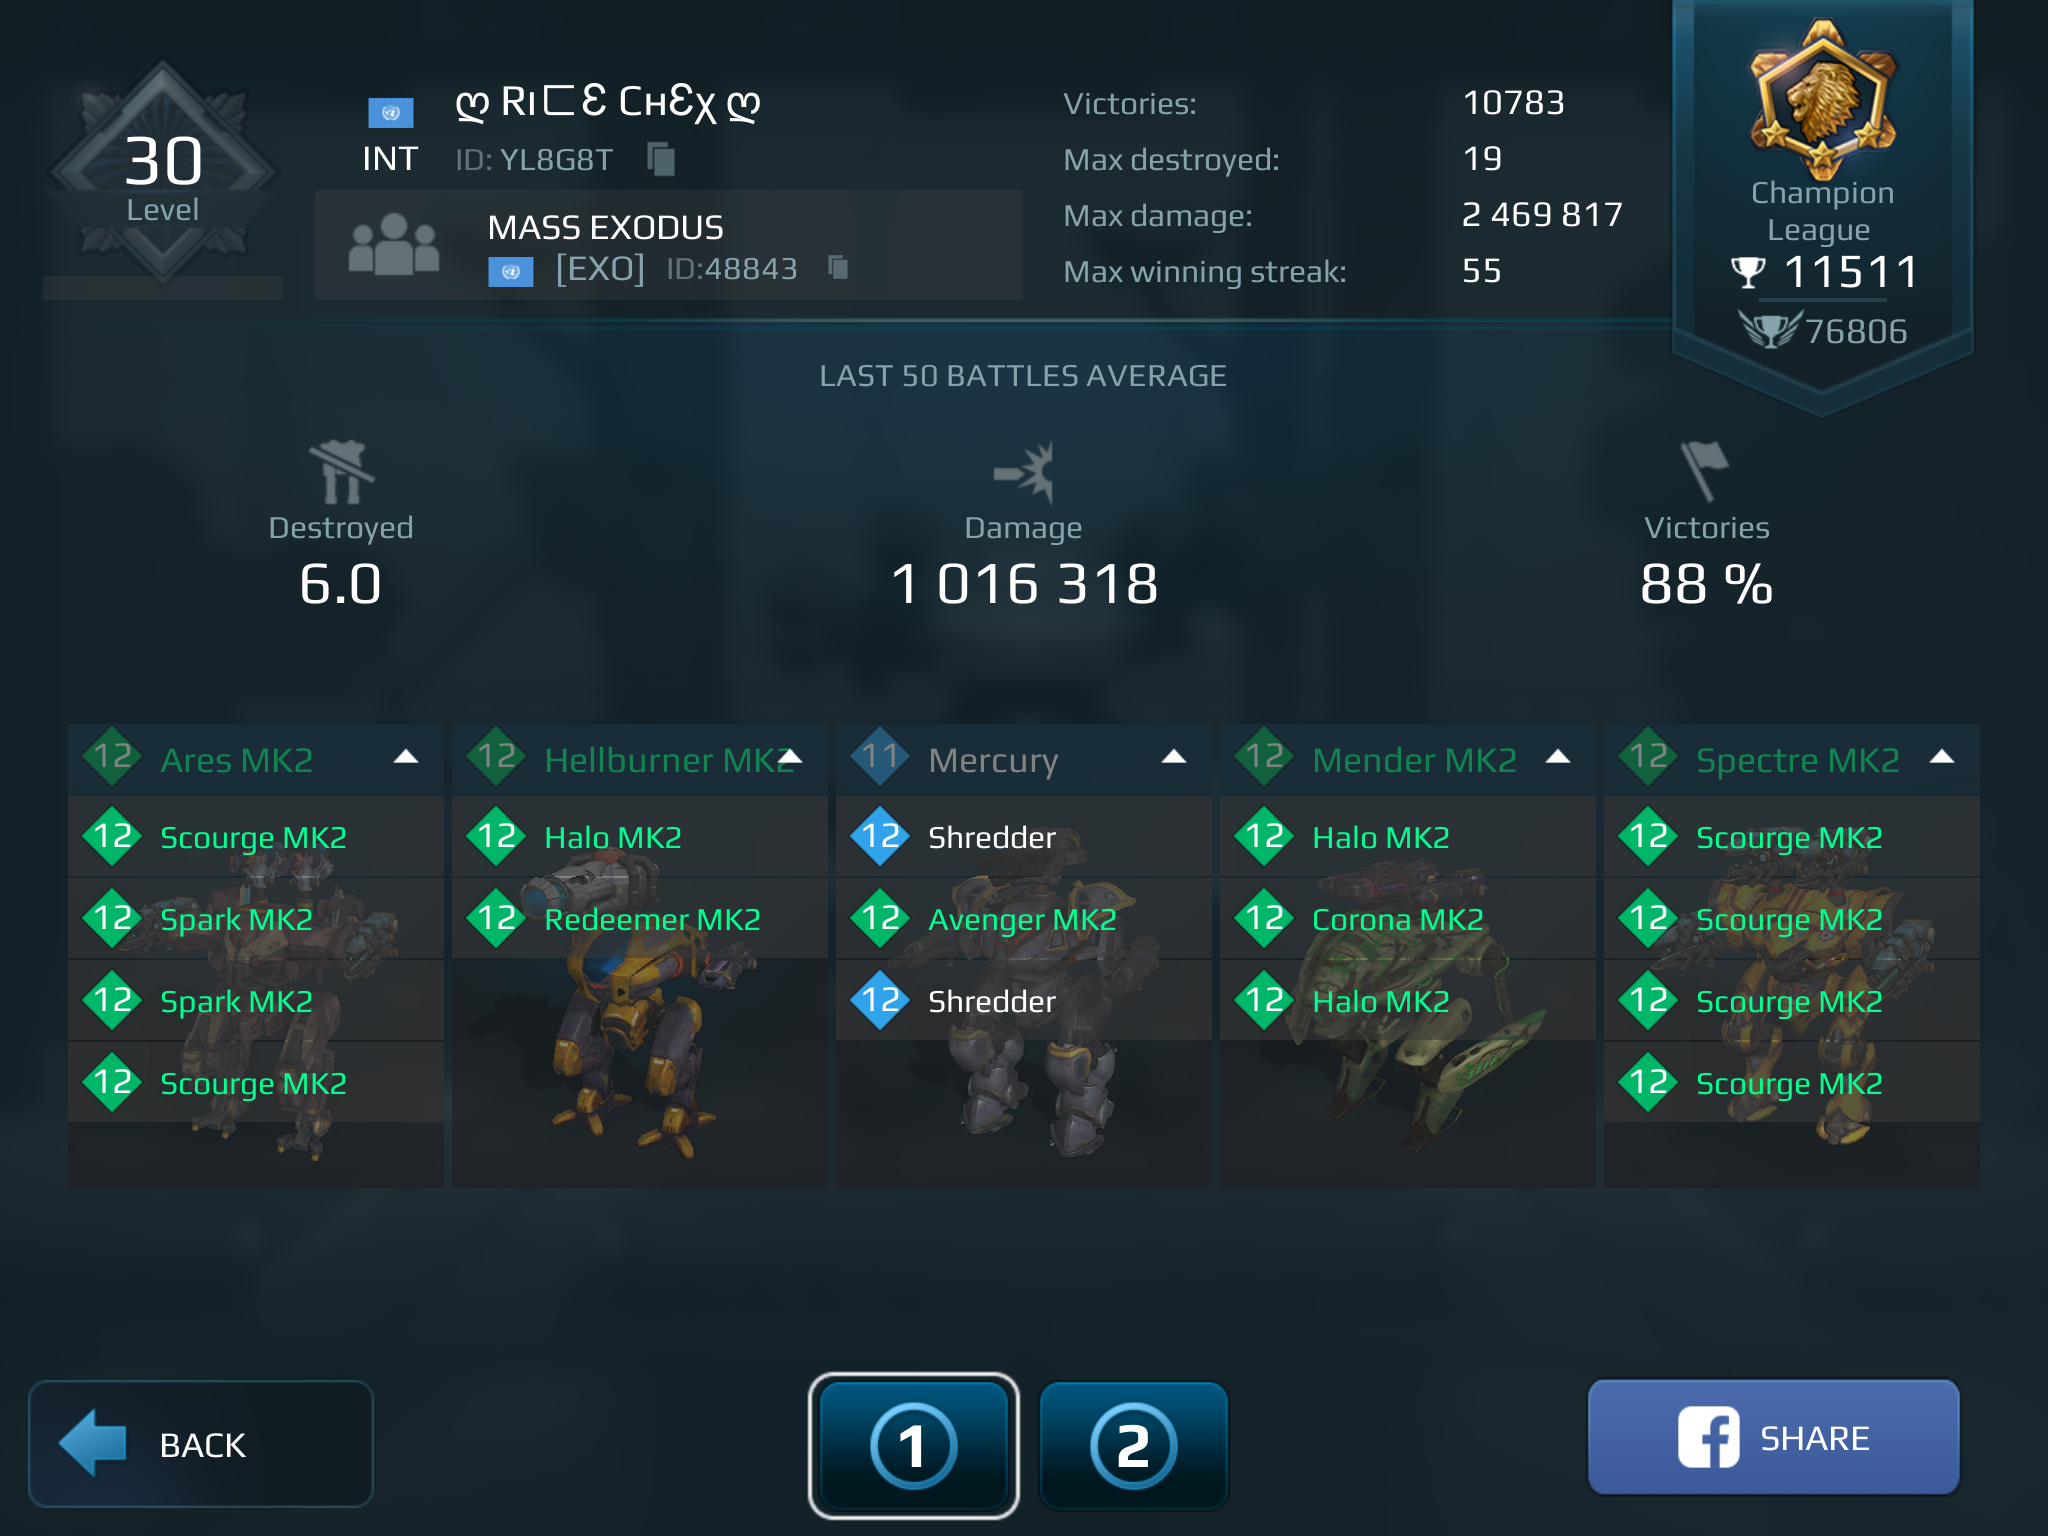 30
Level
INT
ღ RI匚Ɛ CʜƐχ ღ
ID: YL8G8T
MASS EXODUS
[EXO] ID:48843
Victories: 10783
Max destroyed: 19
Max damage: 2 469 817
Max winning streak: 55
Champion
League
11511
76806
LAST 50 BATTLES AVERAGE
Destroyed
6.0
Damage
1 016 318
Victories
88 %
12 Ares MK2
12 Scourge MK2
12 Spark MK2
12 Spark MK2
12 Scourge MK2
12 Hellburner MK2
12 Halo MK2
12 Redeemer MK2
11 Mercury
12 Shredder
12 Avenger MK2
12 Shredder
12 Mender MK2
12 Halo MK2
12 Corona MK2
12 Halo MK2
12 Spectre MK2
12 Scourge MK2
12 Scourge MK2
12 Scourge MK2
12 Scourge MK2
BACK
1
2
SHARE